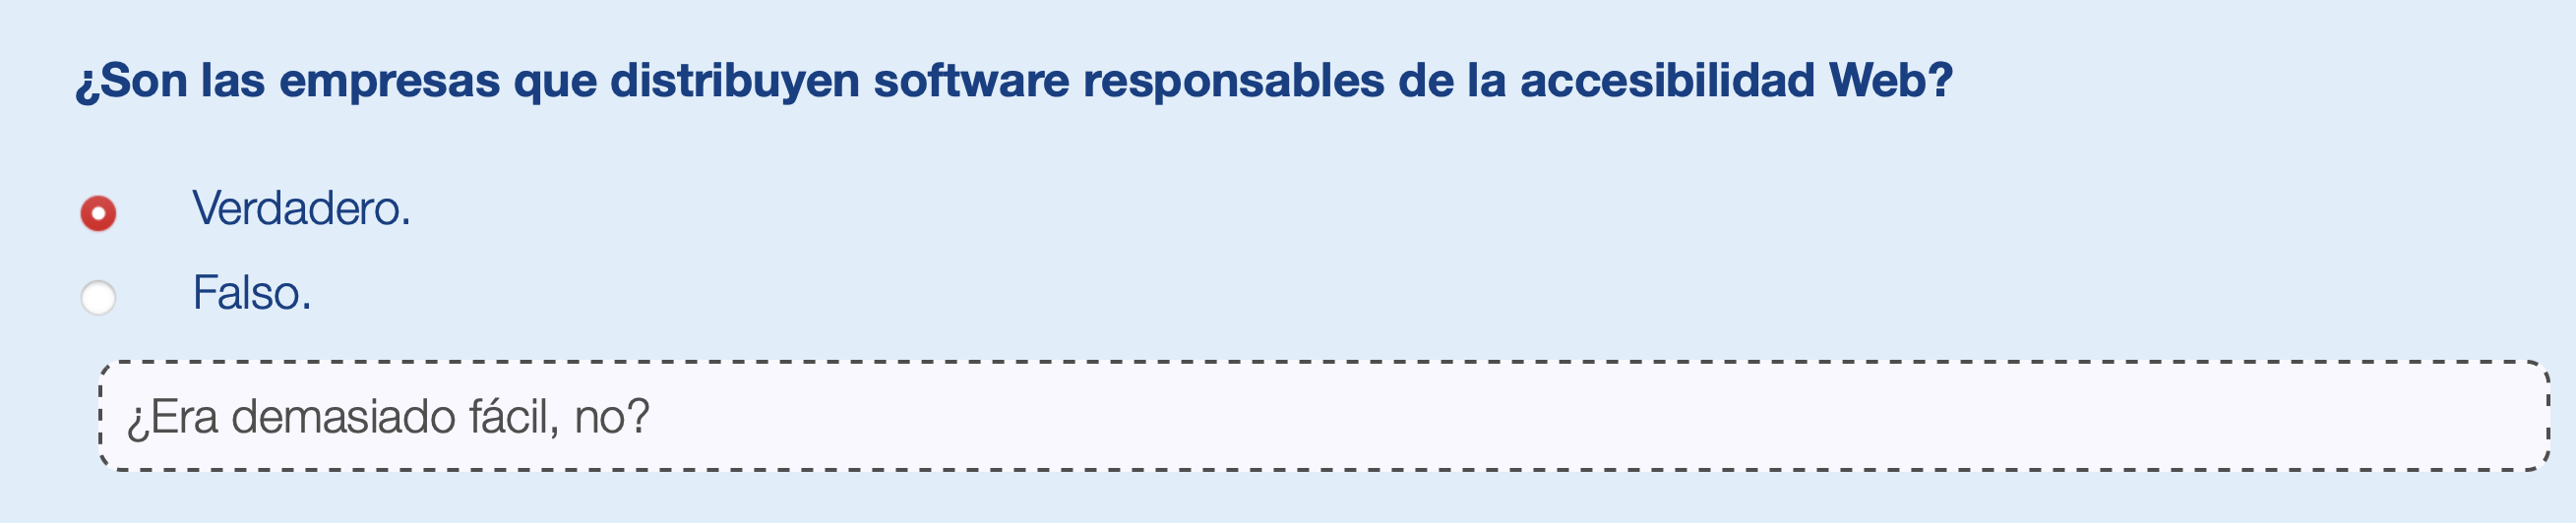 ¿Son las empresas que distribuyen software responsables de la accesibilidad Web?
Verdadero.
Falso.
¿Era demasiado fácil, no?